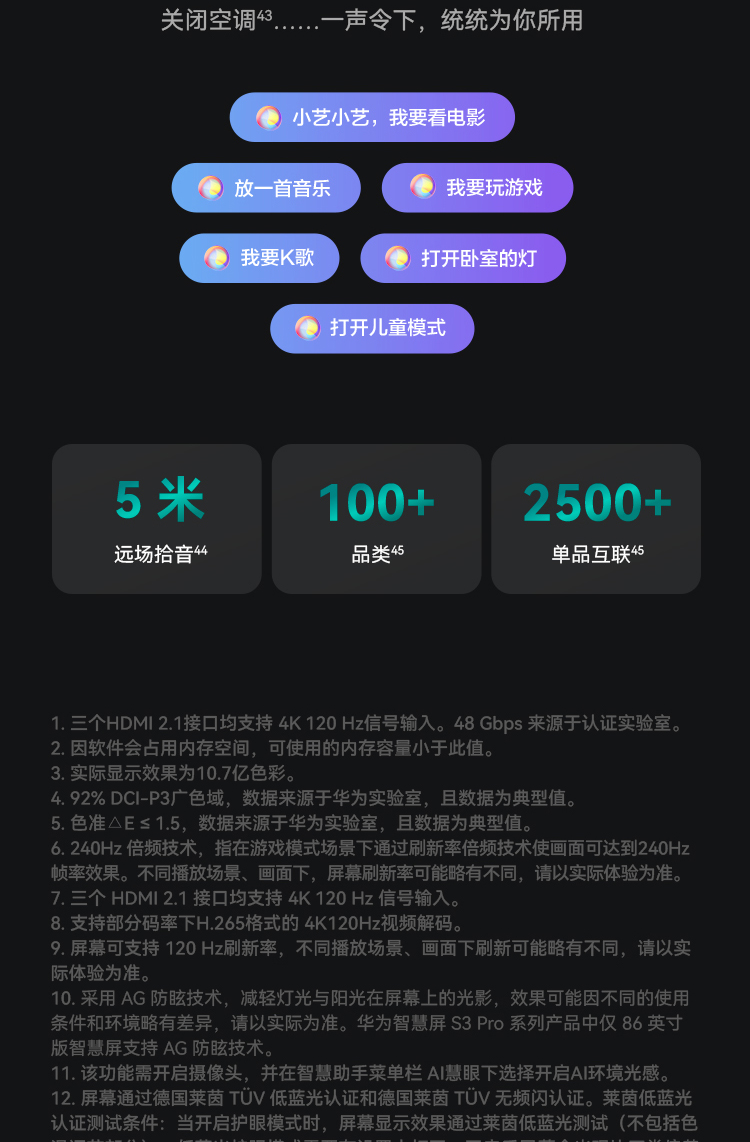 关闭空调43……一声令下，统统为你所用
小艺小艺，我要看电影
放一首音乐
我要玩游戏
我要K歌
打开卧室的灯
打开儿童模式
5 米
远场拾音44
100+
品类45
2500+
单品互联45
1. 三个HDMI 2.1接口均支持 4K 120 Hz信号输入。48 Gbps 来源于认证实验室。
2. 因软件会占用内存空间，可使用的内存容量小于此值。
3. 实际显示效果为10.7亿色彩。
4. 92% DCI-P3广色域，数据来源于华为实验室，且数据为典型值。
5. 色准△E ≤ 1.5，数据来源于华为实验室，且数据为典型值。
6. 240Hz 倍频技术，指在游戏模式场景下通过刷新率倍频技术使画面可达到240Hz
帧率效果。不同播放场景、画面下，屏幕刷新率可能略有不同，请以实际体验为准。
7. 三个 HDMI 2.1 接口均支持 4K 120 Hz 信号输入。
8. 支持部分码率下H.265格式的 4K120Hz视频解码。
9. 屏幕可支持 120 Hz刷新率，不同播放场景、画面下刷新可能略有不同，请以实
际体验为准。
10. 采用 AG 防眩技术，减轻灯光与阳光在屏幕上的光影，效果可能因不同的使用
条件和环境略有差异，请以实际为准。华为智慧屏 S3 Pro 系列产品中仅 86 英寸
版智慧屏支持 AG 防眩技术。
11. 该功能需开启摄像头，并在智慧助手菜单栏 AI慧眼下选择开启AI环境光感。
12. 屏幕通过德国莱茵 TÜV 低蓝光认证和德国莱茵 TÜV 无频闪认证。莱茵低蓝光
认证测试条件：当开启护眼模式时，屏幕显示效果通过莱茵低蓝光测试（不包括色